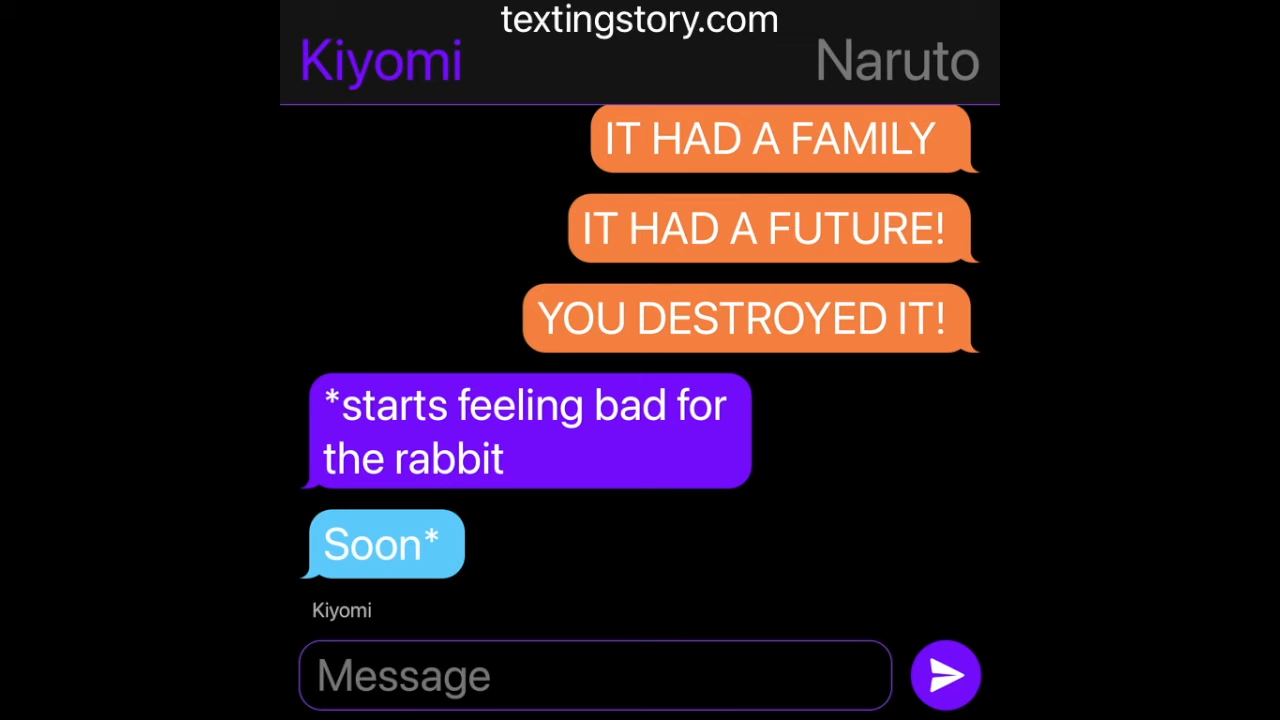 textingstory.com
Kiyomi Naruto
IT HAD A FAMILY
IT HAD A FUTURE!
YOU DESTROYED IT!
*starts feeling bad for
the rabbit
Soon*
Kiyomi
Message